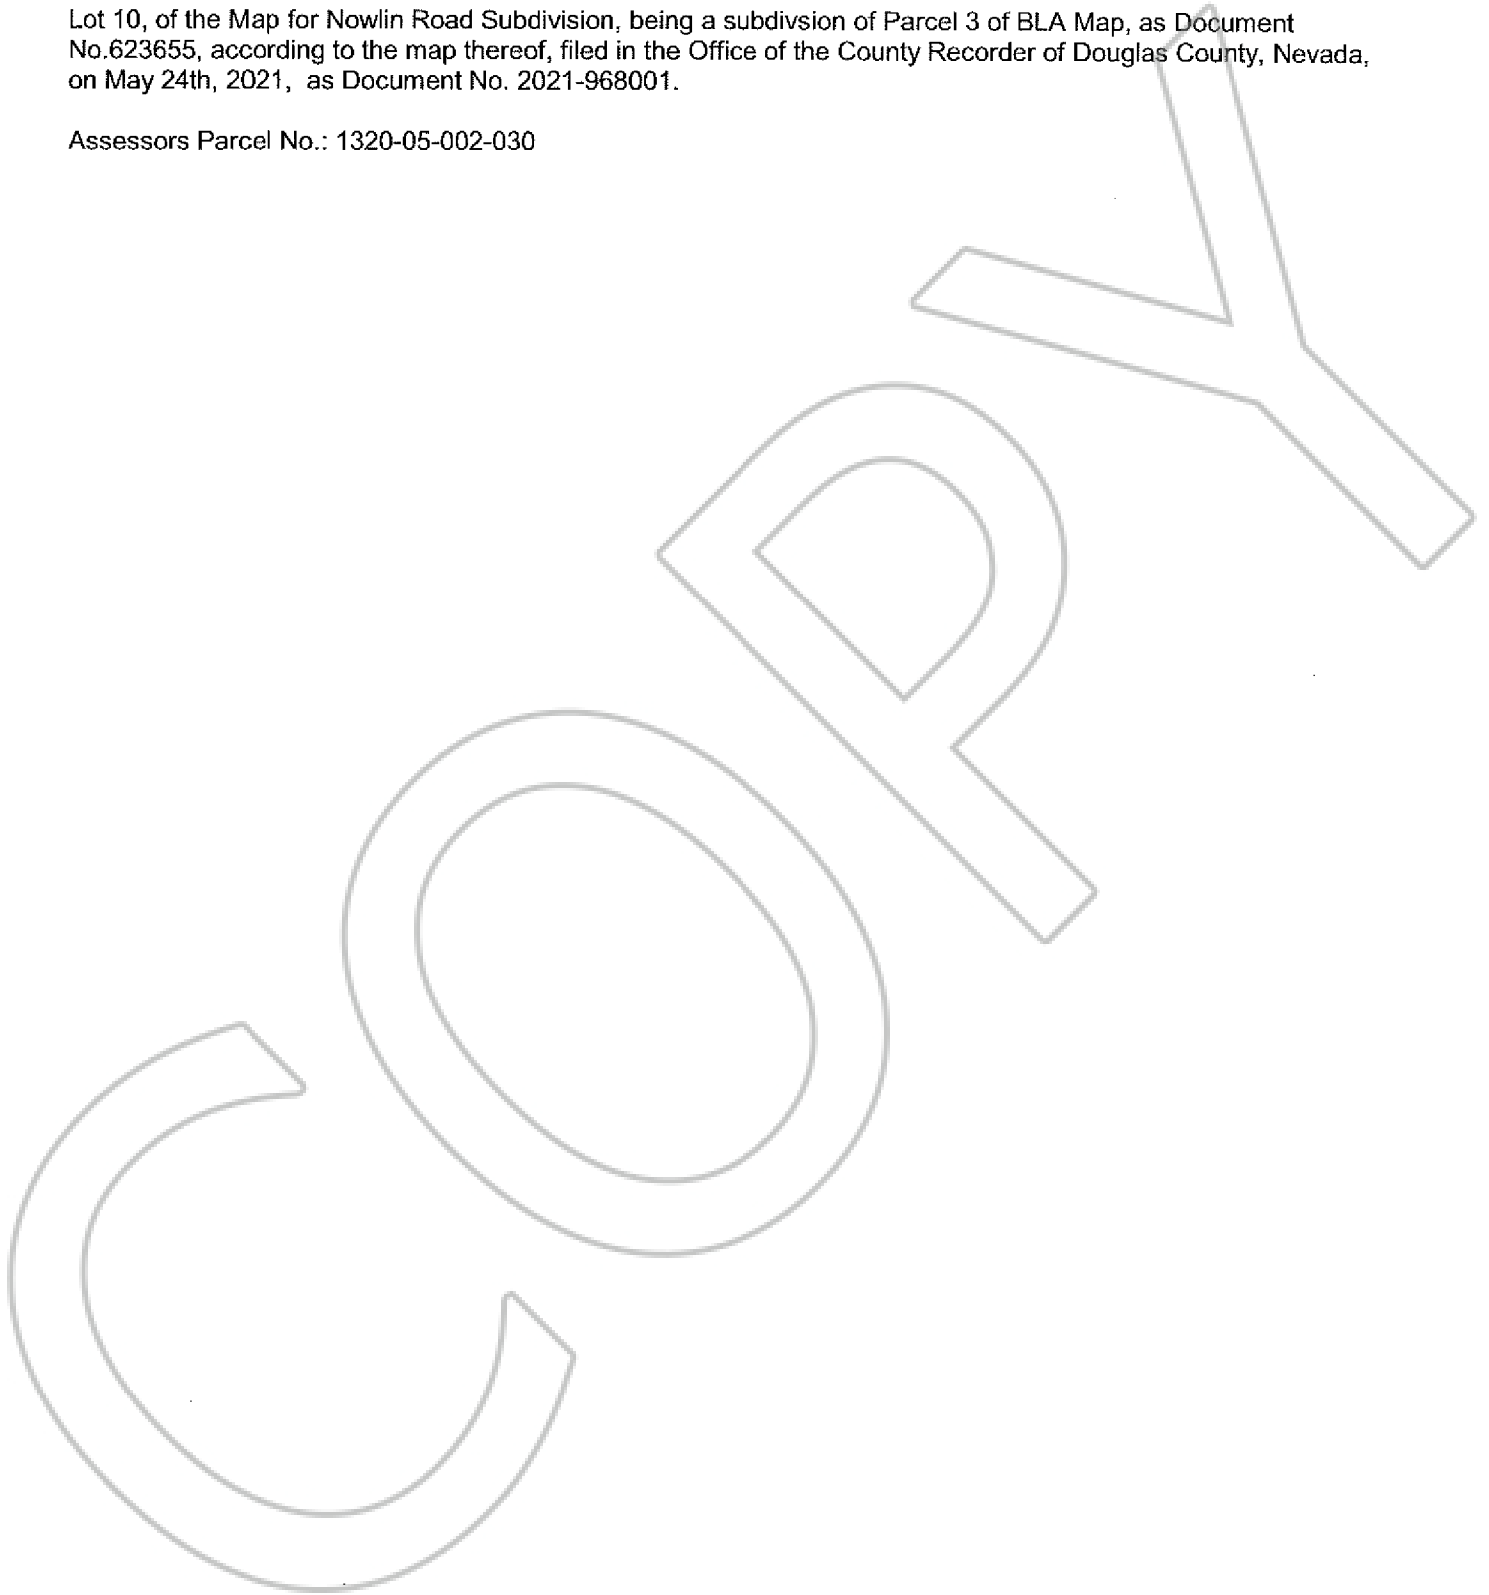 Lot 10, of the Map for Nowlin Road Subdivision, being a subdivsion of Parcel 3 of BLA Map, as Document
No.623655, according to the map thereof, filed in the Office of the County Recorder of Douglas County, Nevada,
on May 24th, 2021, as Document No. 2021-968001.
Assessors Parcel No.: 1320-05-002-030
COPY